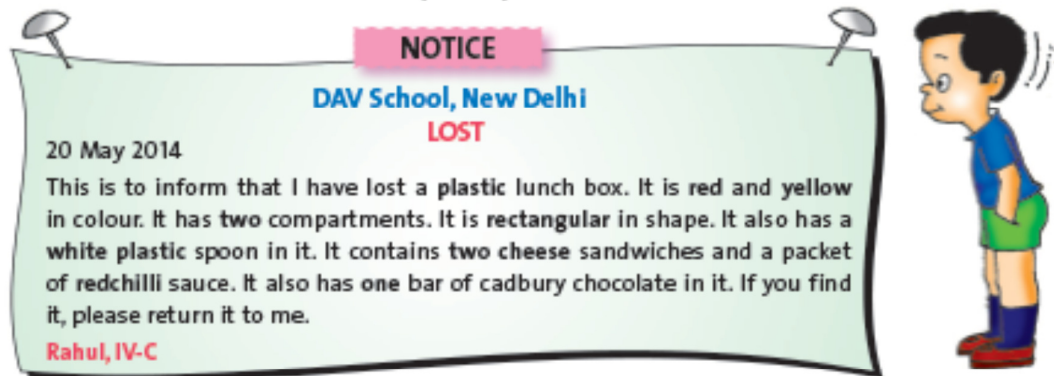 NOTICE
DAV School, New Delhi
LOST
20 May 2014
This is to inform that I have lost a plastic lunch box. It is red and yellow
in colour. It has two compartments. It is rectangular in shape. It also has a
white plastic spoon in it. It contains two cheese sandwiches and a packet
of redchilli sauce. It also has one bar of cadbury chocolate in it. If you find
it, please return it to me.
Rahul, IV-C